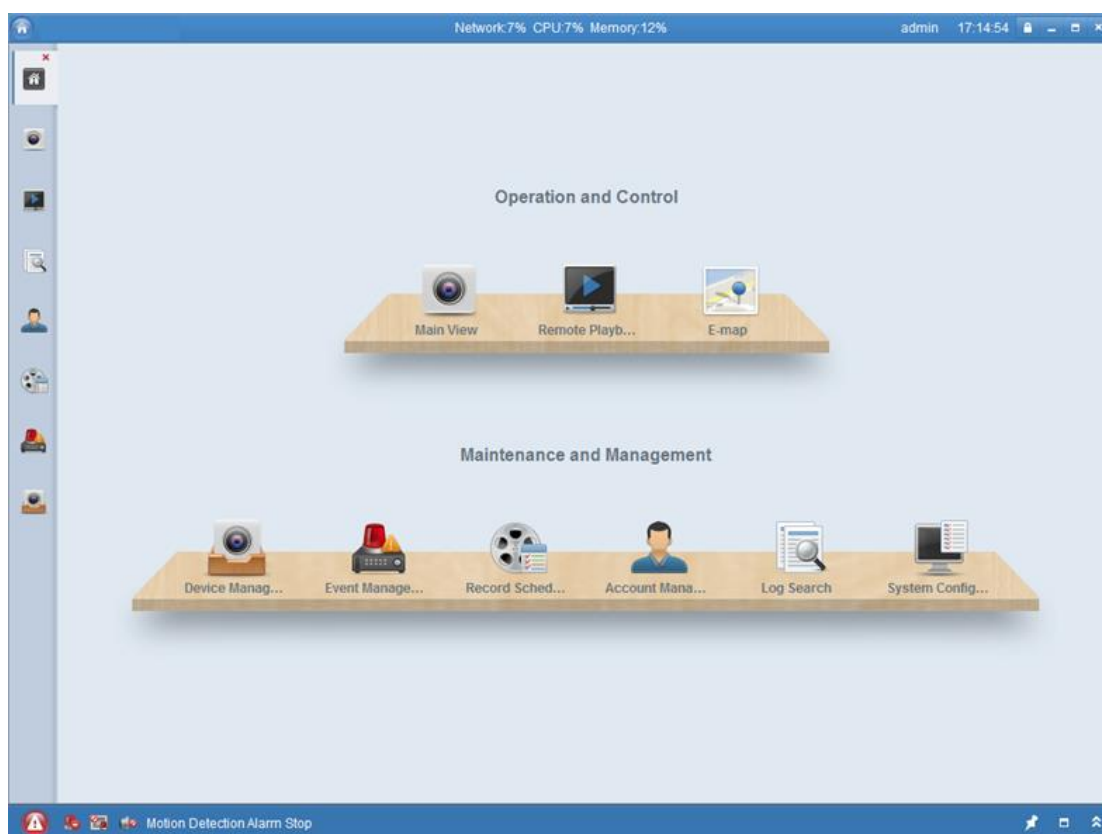 Network:7% CPU:7% Memory:12% admin 17:14:54
Operation and Control
Main View Remote Playb... E-map
Maintenance and Management
Device Manag... Event Manage... Record Sched... Account Mana... Log Search System Config...
Motion Detection Alarm Stop